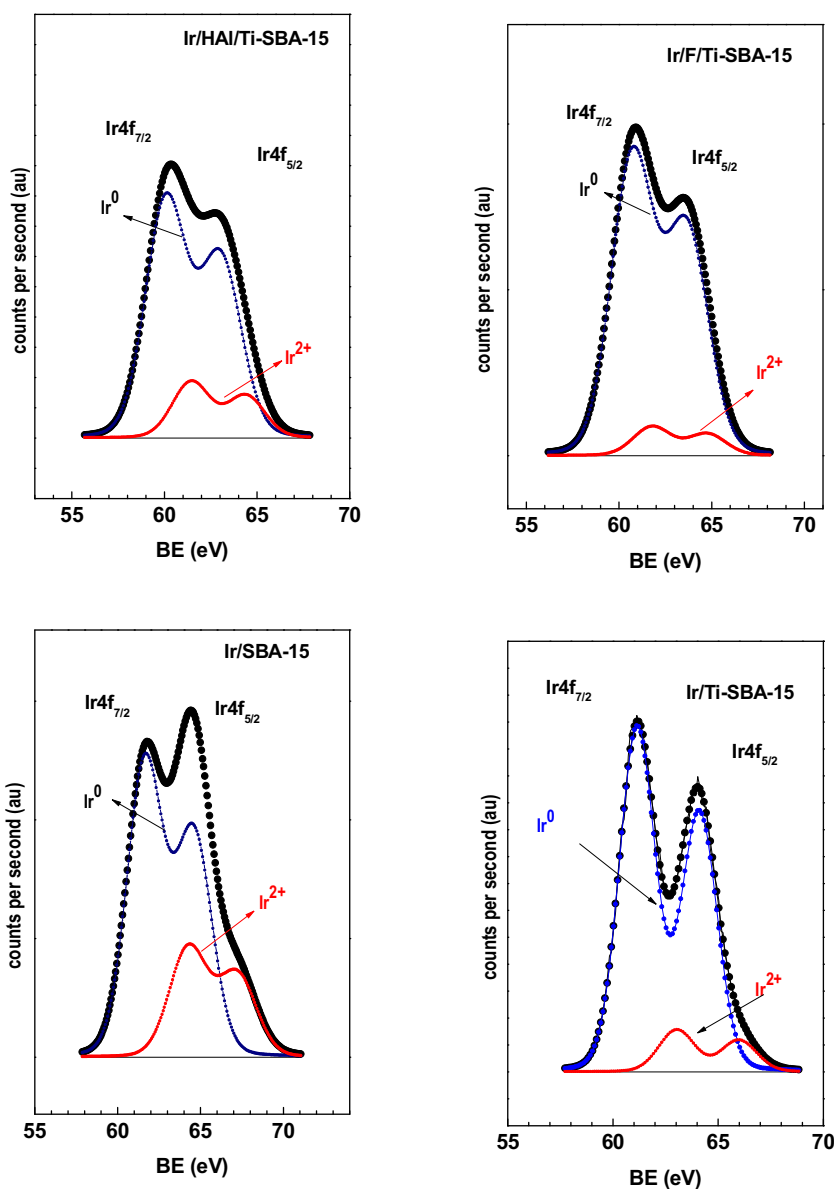 Ir/HAl/Ti-SBA-15
Ir4f7/2
Ir4f5/2
Ir0
Ir2+
counts per second (au)
55 60 65 70
BE (eV)
Ir/F/Ti-SBA-15
Ir4f7/2
Ir4f5/2
Ir0
Ir2+
counts per second (au)
55 60 65 70
BE (eV)
Ir/SBA-15
Ir4f7/2
Ir4f5/2
Ir0
Ir2+
counts per second (au)
55 60 65 70
BE (eV)
Ir4f7/2
Ir/Ti-SBA-15
Ir4f5/2
Ir0
Ir2+
counts per second (au)
55 60 65 70
BE (eV)